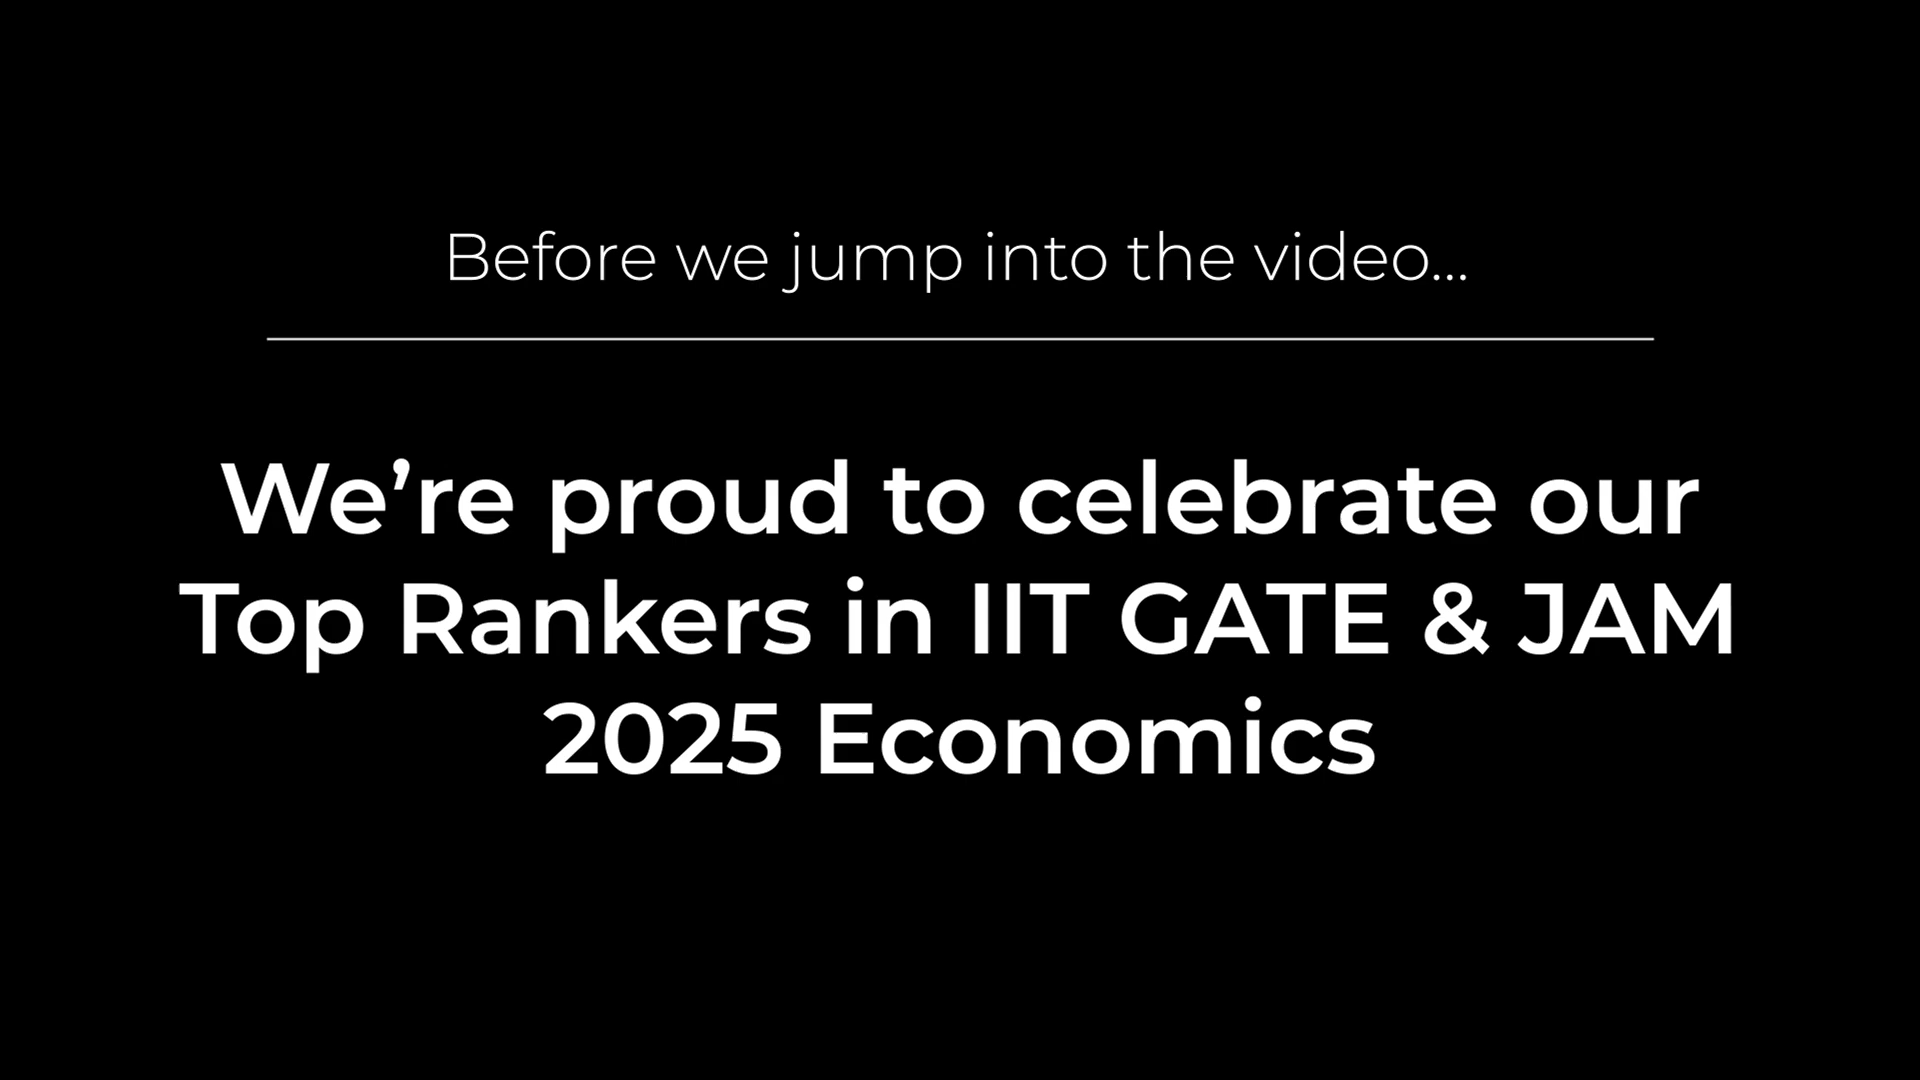 Before we jump into the video...
We’re proud to celebrate our
Top Rankers in IIT GATE & JAM
2025 Economics